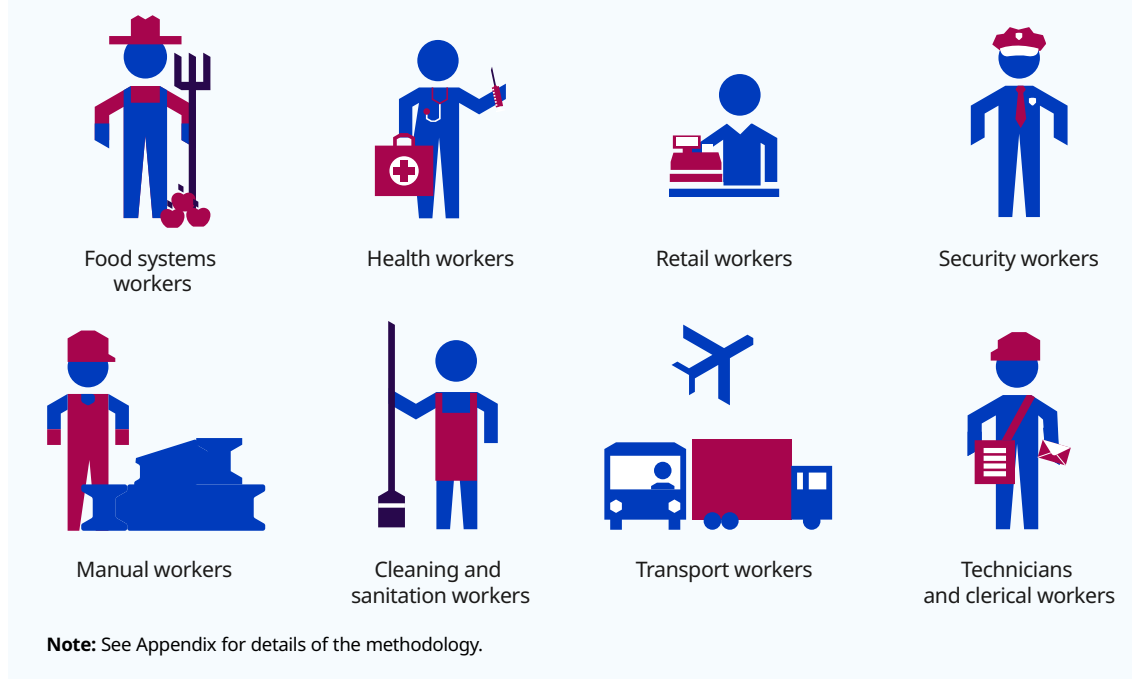 Food systems
workers
Health workers
Retail workers
Security workers
Manual workers
Cleaning and
sanitation workers
Transport workers
Technicians
and clerical workers
Note: See Appendix for details of the methodology.